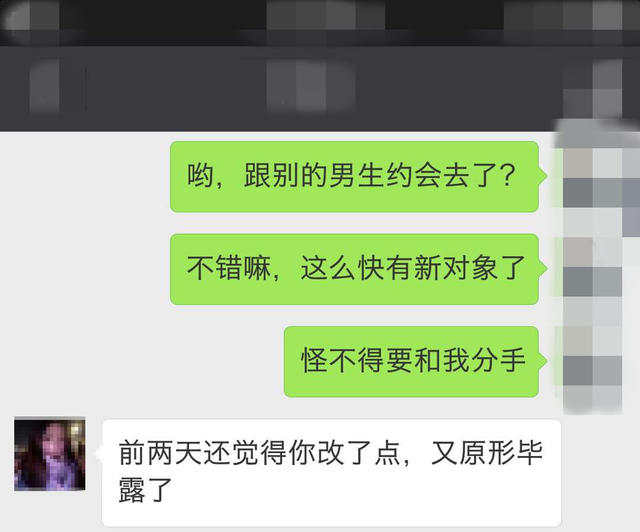 哟，跟别的男生约会去了？
不错嘛，这么快有新对象了
怪不得要和我分手
前两天还觉得你改了点，又原形毕
露了